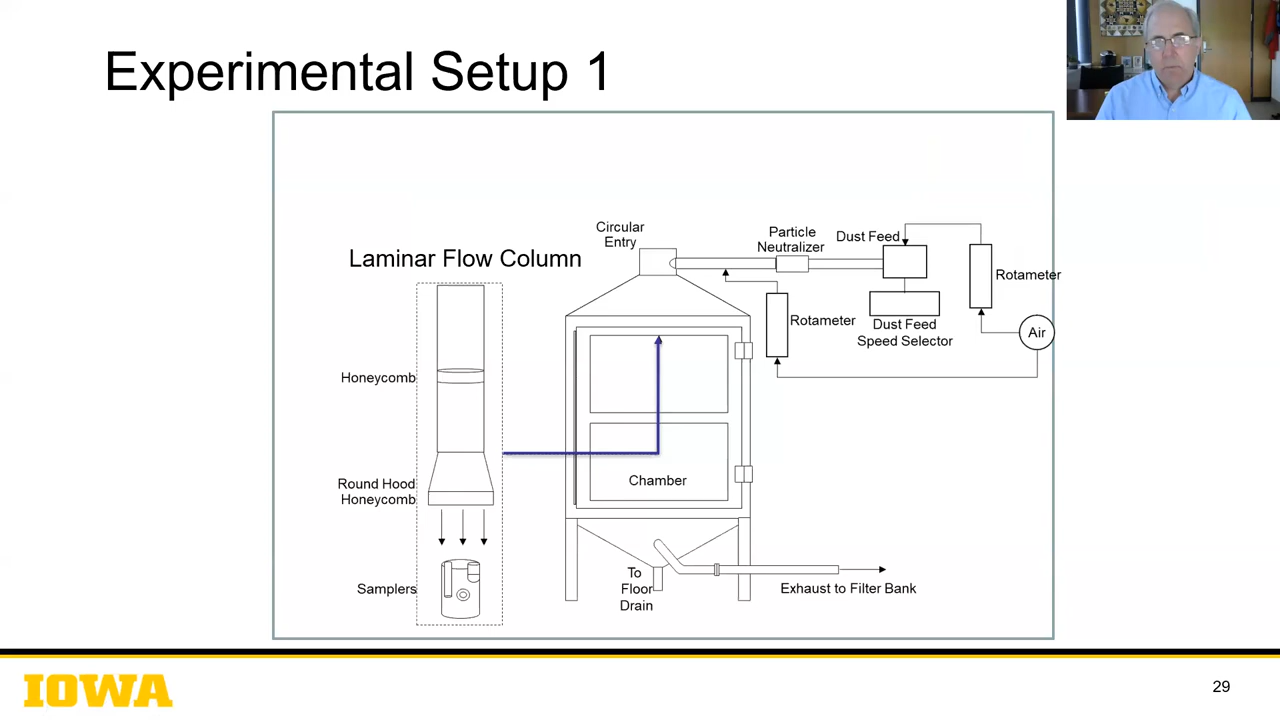 Experimental Setup 1
Circular
Entry
Particle
Neutralizer
Dust Feed
Laminar Flow Column
Rotameter
Rotameter
Dust Feed
Speed Selector
Air
Honeycomb
Chamber
Round Hood
Honeycomb
Samplers
To
Floor
Drain
Exhaust to Filter Bank
IOWA
29